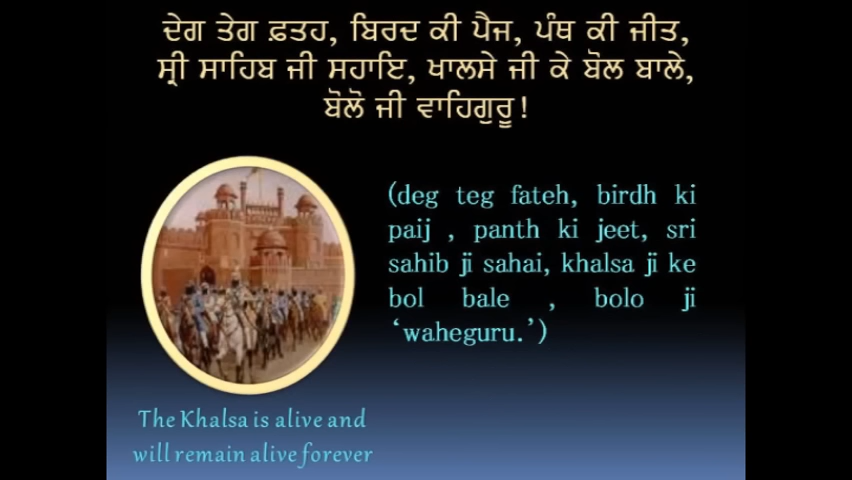 ਦੇਗ ਤੇਗ ਫ਼ਤਹ, ਬਿਰਦ ਕੀ ਪੈਜ, ਪੰਥ ਕੀ ਜੀਤ,
ਸ੍ਰੀ ਸਾਹਿਬ ਜੀ ਸਹਾਇ, ਖਾਲਸੇ ਜੀ ਕੇ ਬੋਲ ਬਾਲੇ,
ਬੋਲੋ ਜੀ ਵਾਹਿਗੁਰੂ!
(deg teg fateh, birdh ki
paij , panth ki jeet, sri
sahib ji sahai, khalsa ji ke
bol bale , bolo ji
‘waheguru.’)
The Khalsa is alive and
will remain alive forever